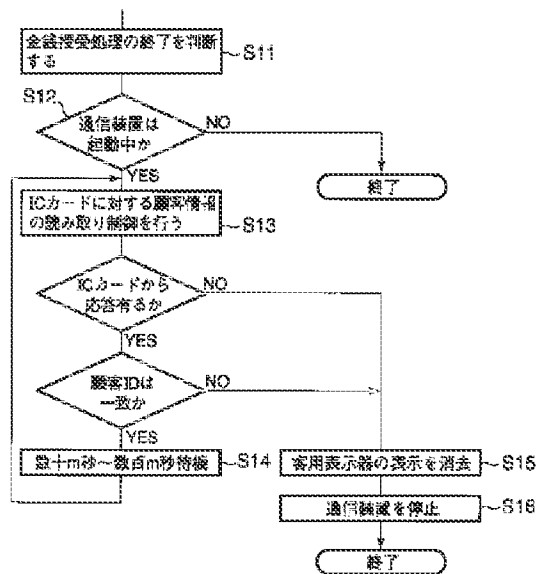 金銭授受処理の終了を判断
する
S11
S12
通信装置は
起動中か
NO
YES
終了
ICカードに対する顧客情報
の読み取り制御を行う
S13
ICカードから
応答有るか
NO
YES
顧客IDは
一致か
NO
YES
数十m秒～数百m秒待機
S14
客用表示器の表示を消去
S15
通信装置を停止
S16
終了